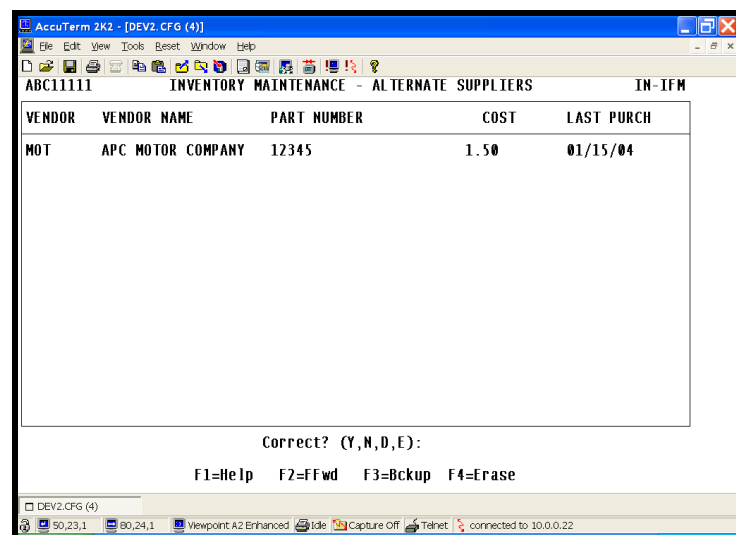 AccuTerm 2K2 - [DEV2.CFG (4)]
File Edit View Tools Reset Window Help
ABC11111 INVENTORY MAINTENANCE - ALTERNATE SUPPLIERS IN-IFM
VENDOR VENDOR NAME PART NUMBER COST LAST PURCH
MOT APC MOTOR COMPANY 12345 1.50 01/15/04
Correct? (Y,N,D,E):
F1=Help F2=FFwd F3=Bckup F4=Erase
DEV2.CFG (4)
50,23,1 80,24,1 Viewpoint A2 Enhanced Idle Capture Off Telnet connected to 10.0.0.22